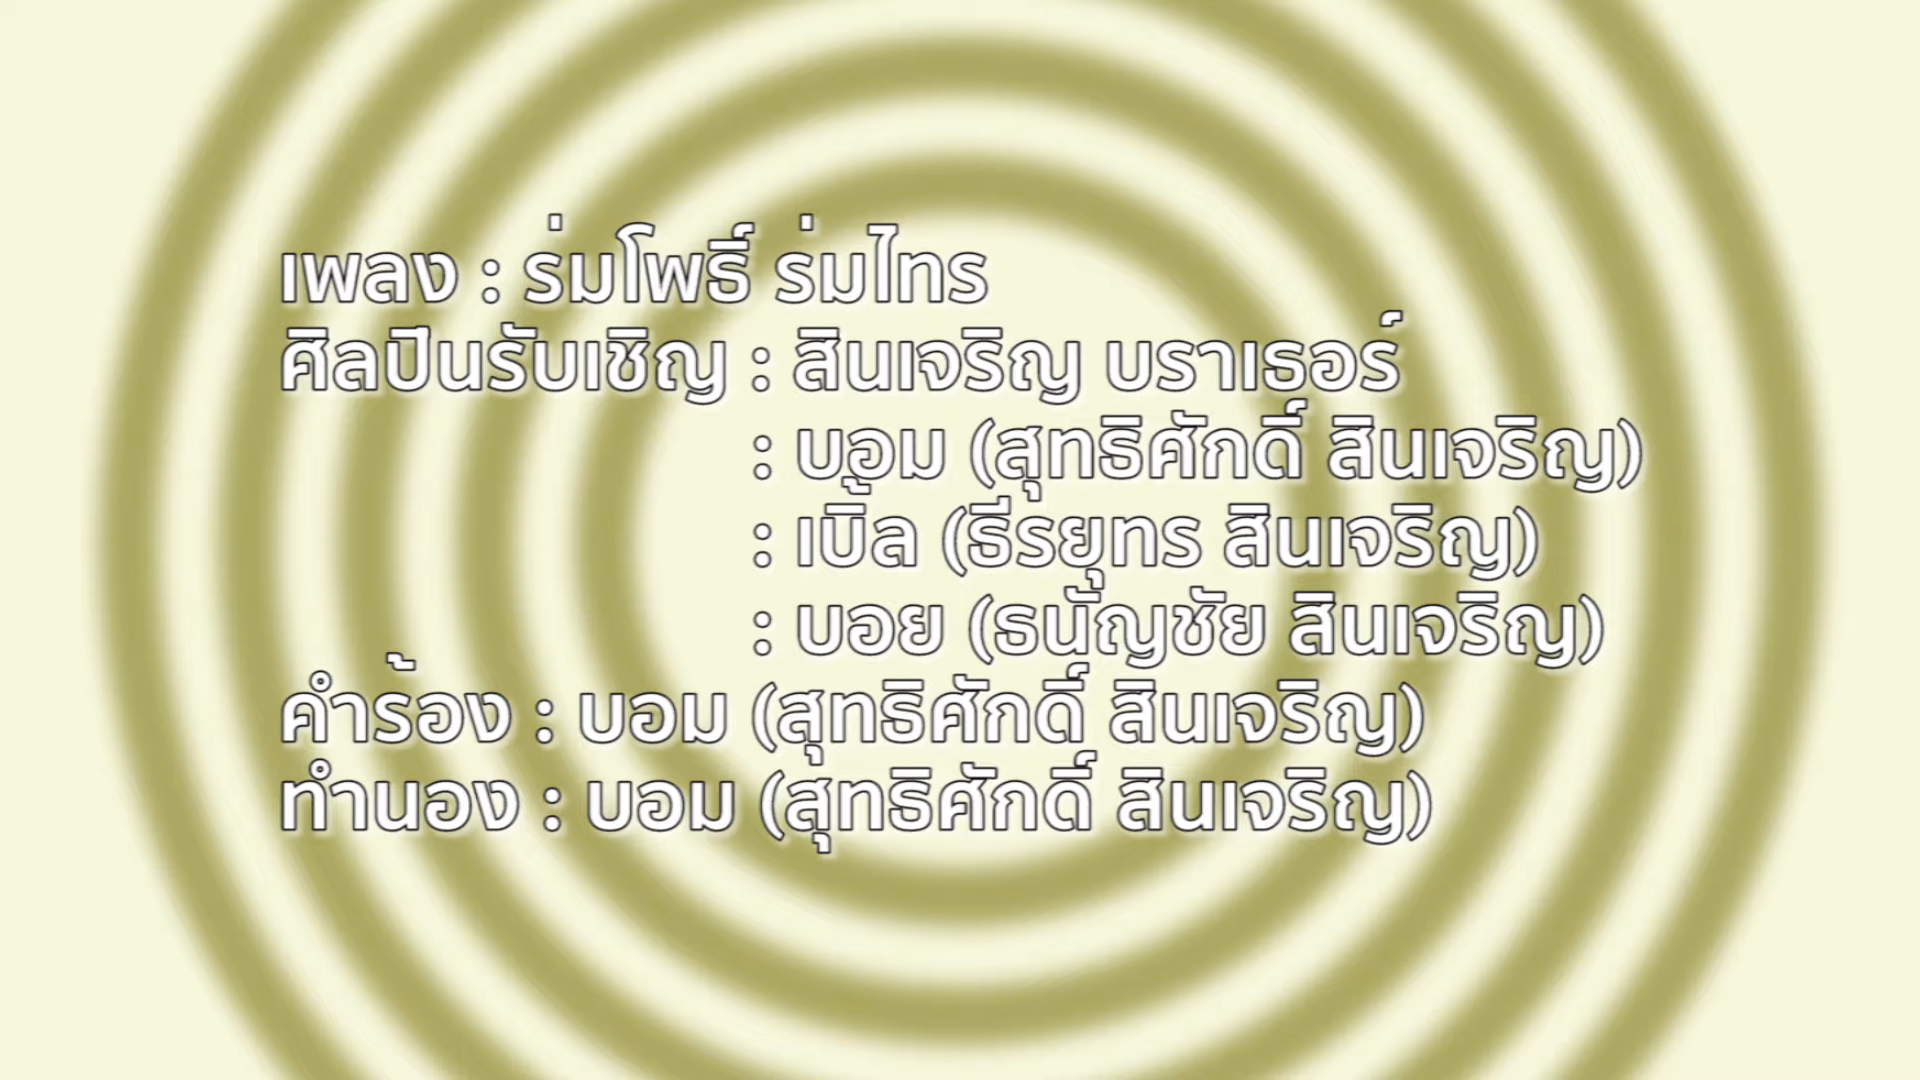 เพลง : ร่มโพธิ์ ร่มไทร
ศิลปินรับเชิญ : สินเจริญ บราเธอร์
: บอม (สุทธิศักดิ์ สินเจริญ)
: เบิ้ล (ธีรยุทร สินเจริญ)
: บอย (ธนัญชัย สินเจริญ)
คำร้อง : บอม (สุทธิศักดิ์ สินเจริญ)
ทำนอง : บอม (สุทธิศักดิ์ สินเจริญ)